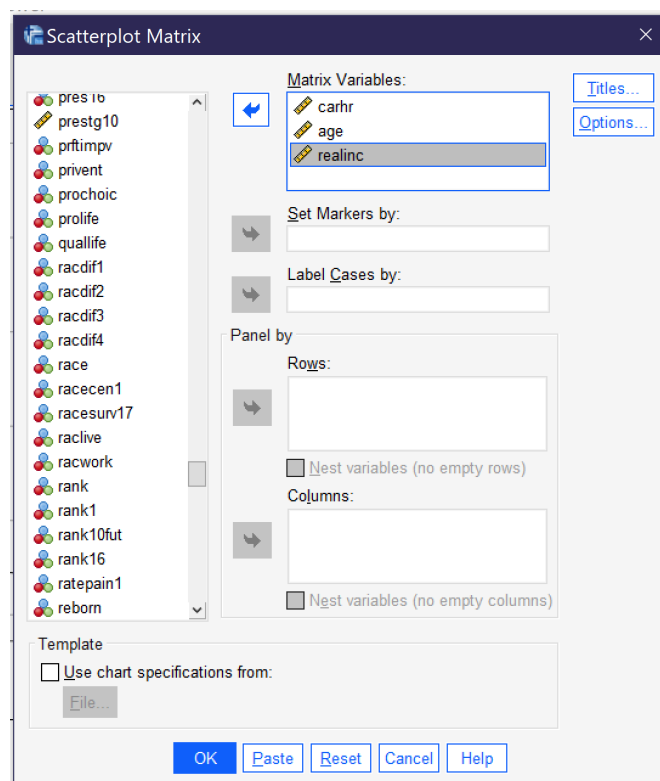 Scatterplot Matrix
pres16
prestg10
prftimpv
privent
prochoic
prolife
quallife
racdif1
racdif2
racdif3
racdif4
race
racecen1
racesurv17
raclive
racwork
rank
rank1
rank10fut
rank16
ratepain1
reborn
Matrix Variables:
carhr
age
realinc
Titles...
Options...
Set Markers by:
Label Cases by:
Panel by
Rows:
Nest variables (no empty rows)
Columns:
Nest variables (no empty columns)
Template
Use chart specifications from:
File...
OK Paste Reset Cancel Help